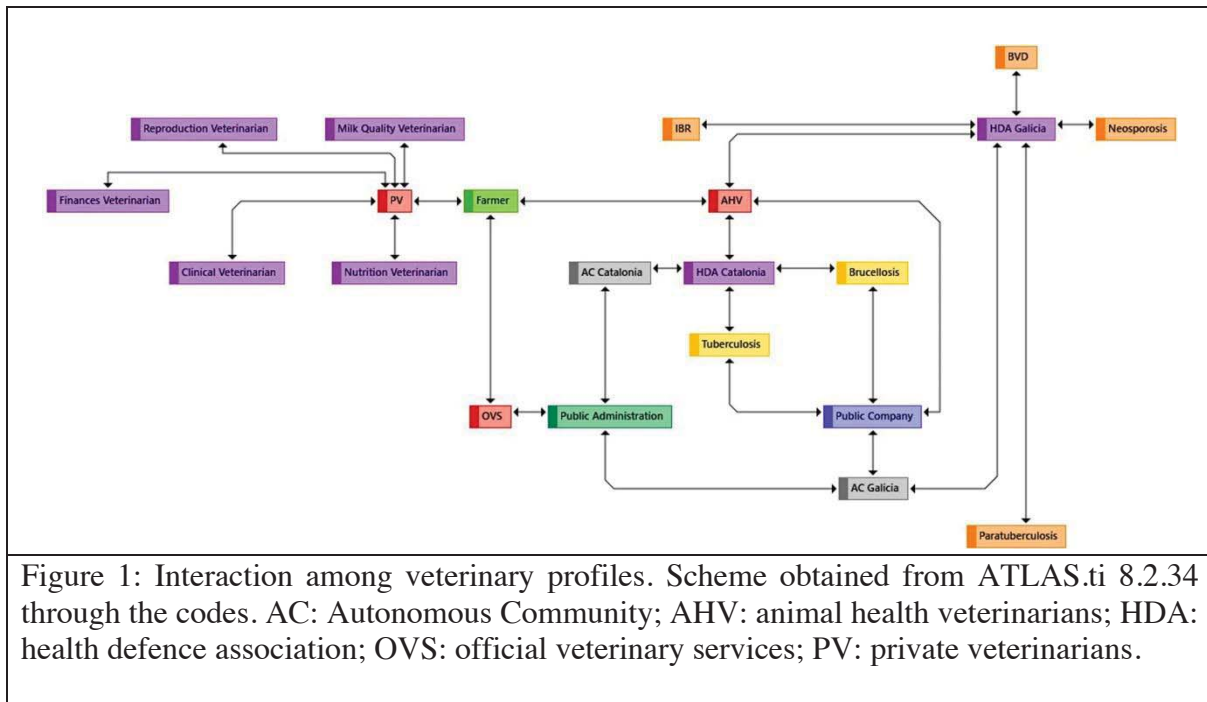 BVD
IBR
HDA Galicia
Neosporosis
Reproduction Veterinarian
Milk Quality Veterinarian
Finances Veterinarian
PV
Farmer
AHV
Clinical Veterinarian
Nutrition Veterinarian
AC Catalonia
HDA Catalonia
Brucellosis
Tuberculosis
OVS
Public Administration
Public Company
AC Galicia
Paratuberculosis
Figure 1: Interaction among veterinary profiles. Scheme obtained from ATLAS.ti 8.2.34
through the codes. AC: Autonomous Community; AHV: animal health veterinarians; HDA:
health defence association; OVS: official veterinary services; PV: private veterinarians.